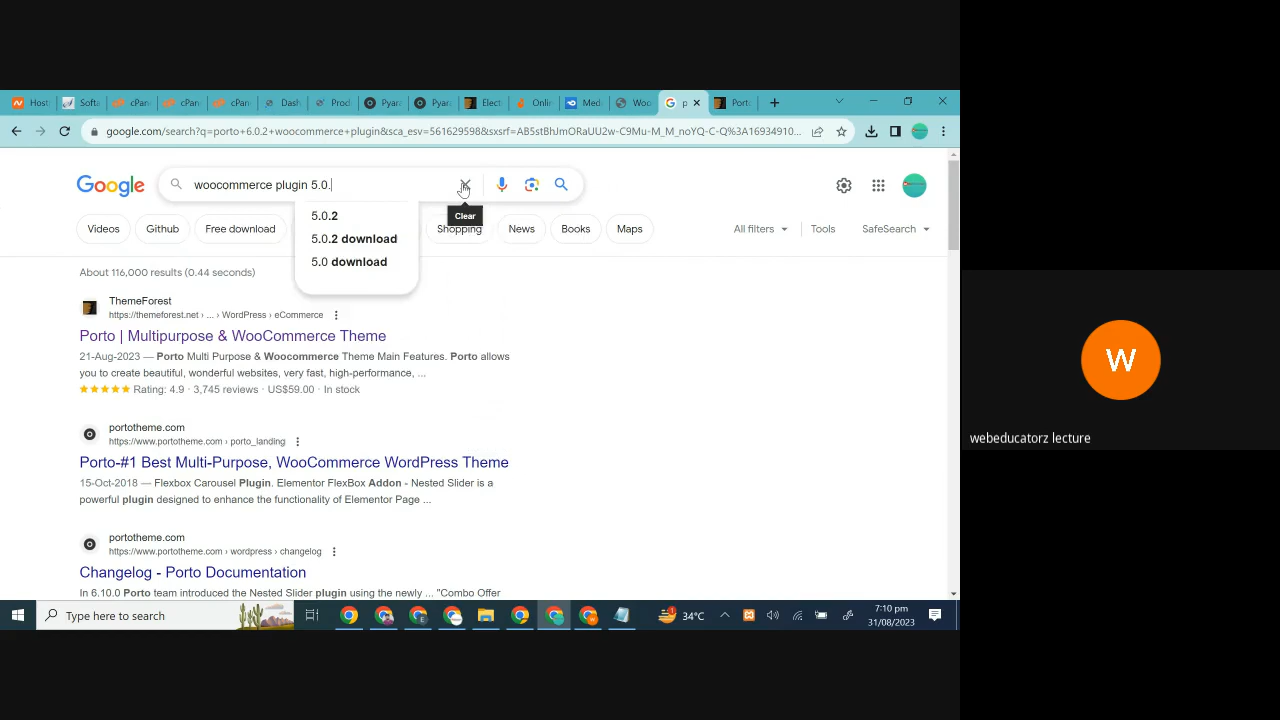 Host
Softa
cPan
cPan
cPan
Dash
Prod
Pyara
Pyar
Elect
Onlin
Med
Woo
p
Porto
google.com/search?q=porto+6.0.2+woocommerce+plugin&sca_esv=561629598&sxsrf=AB5stBhJmORaUU2w-C9Mu-M_M_noYQ-C-Q%3A16934910...
Google
woocommerce plugin 5.0.
Clear
5.0.2
5.0.2 download
5.0 download
Videos
Github
Free download
Shopping
News
Books
Maps
All filters
Tools
SafeSearch
About 116,000 results (0.44 seconds)
ThemeForest
https://themeforest.net › ... › WordPress › eCommerce
Porto | Multipurpose & WooCommerce Theme
21-Aug-2023 — Porto Multi Purpose & Woocommerce Theme Main Features. Porto allows
you to create beautiful, wonderful websites, very fast, high-performance, ...
Rating: 4.9 · 3,745 reviews · US$59.00 · In stock
portotheme.com
https://www.portotheme.com › porto_landing
Porto-#1 Best Multi-Purpose, WooCommerce WordPress Theme
15-Oct-2018 — Flexbox Carousel Plugin. Elementor FlexBox Addon - Nested Slider is a
powerful plugin designed to enhance the functionality of Elementor Page ...
portotheme.com
https://www.portotheme.com › wordpress › changelog
Changelog - Porto Documentation
In 6.10.0 Porto team introduced the Nested Slider plugin using the newly ... "Combo Offer
Type here to search
34°C
7:10 pm
31/08/2023
W
webeducatorz lecture